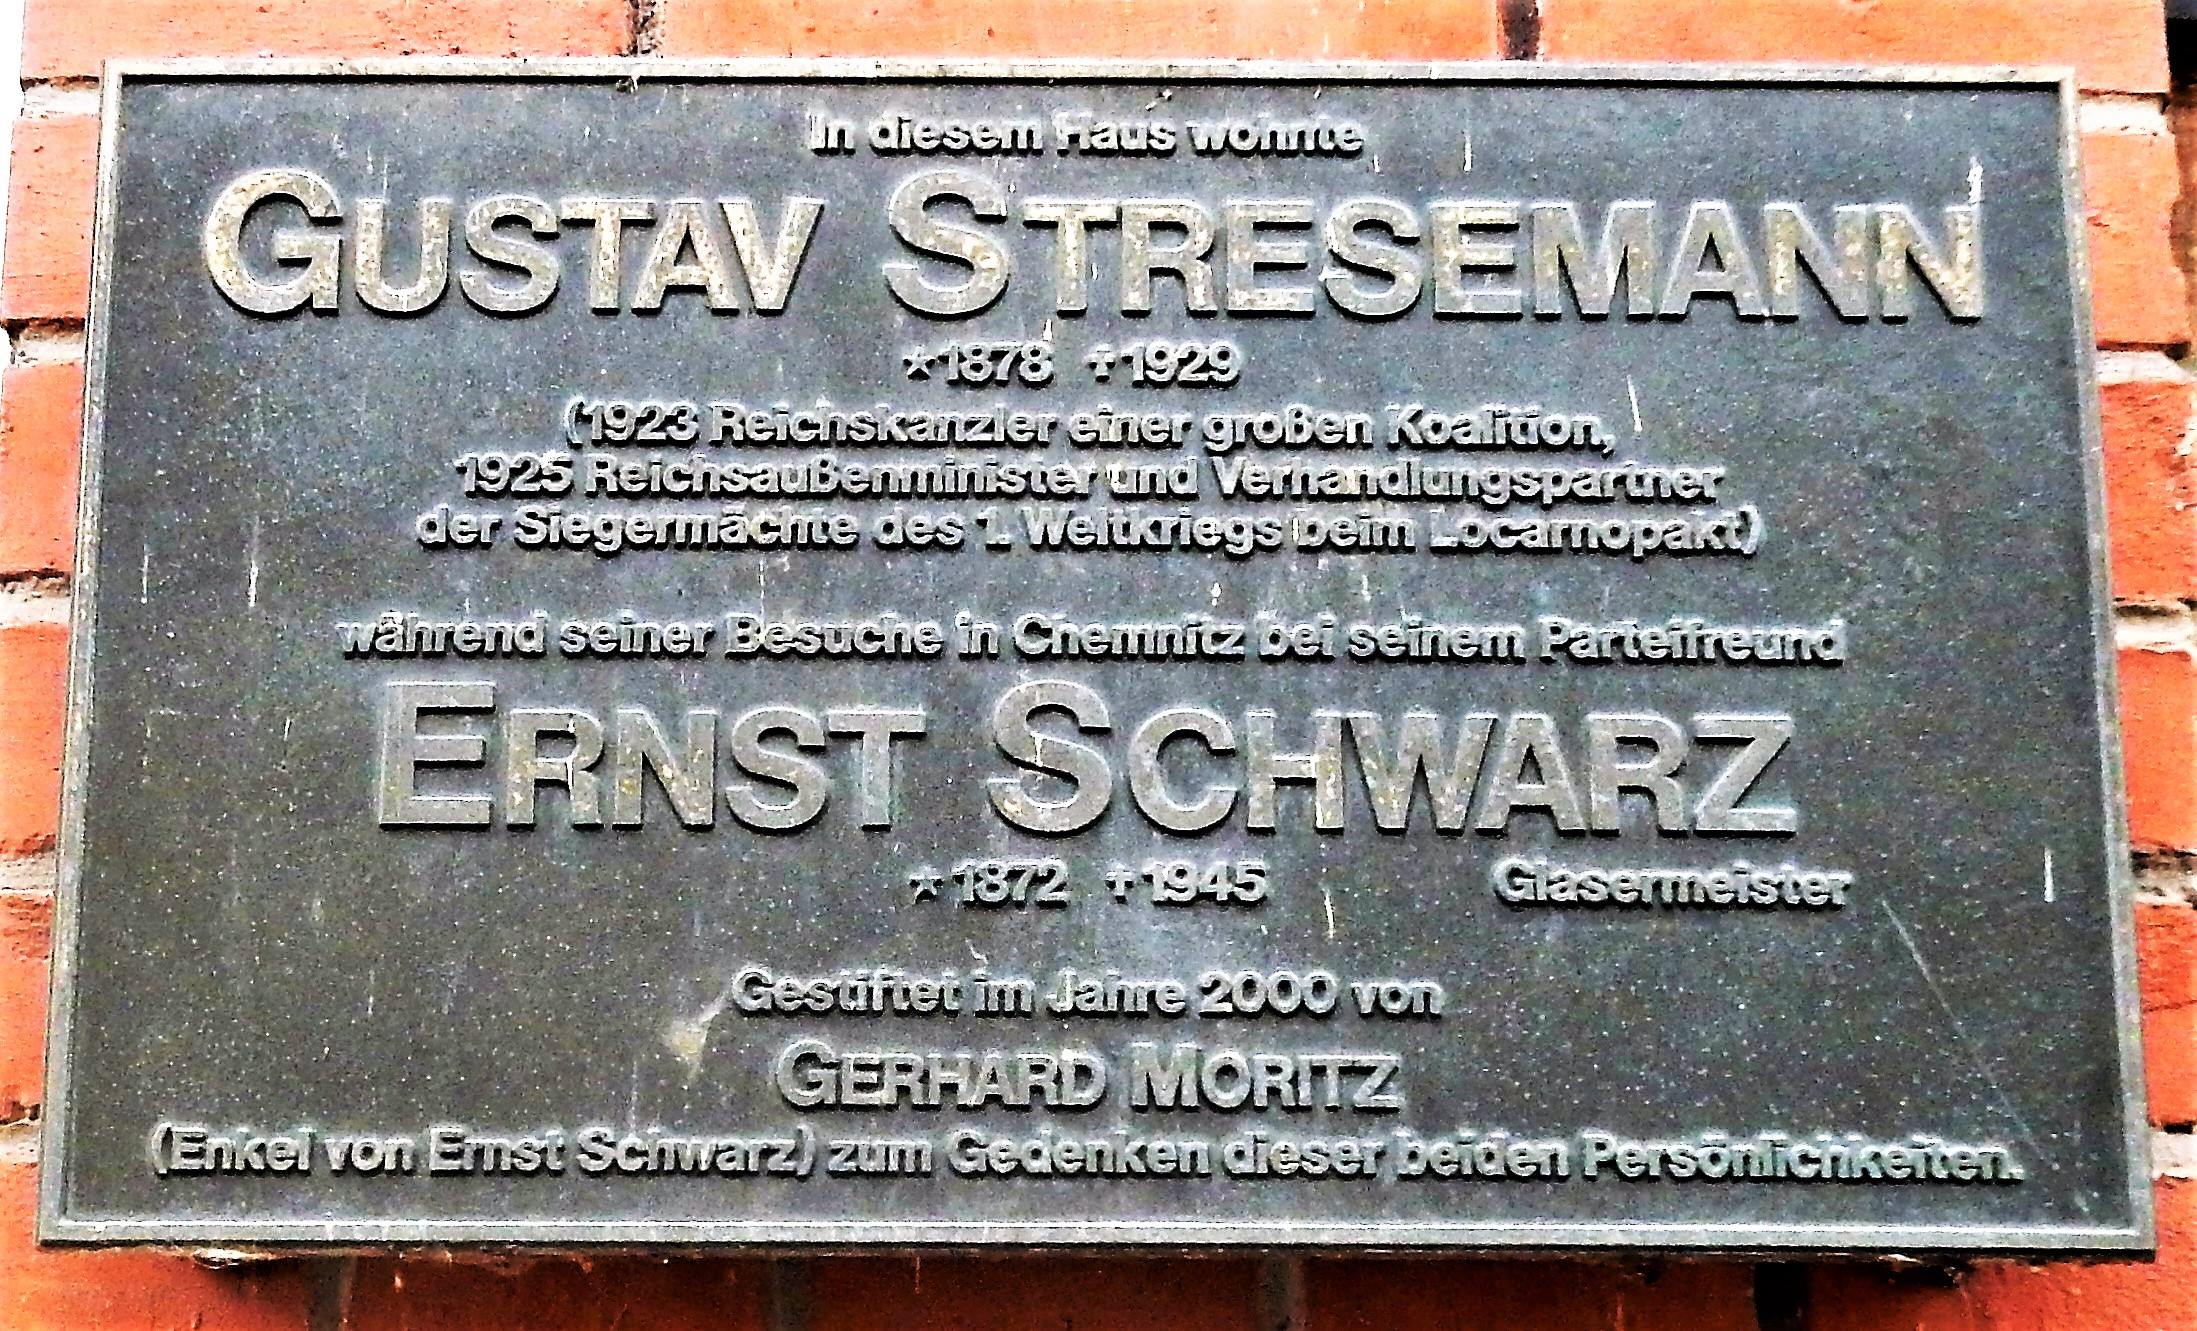 In diesem Haus wohnte
GUSTAV STRESEMANN
★1878 ✝1929
(1923 Reichskanzler einer großen Koalition,
1925 Reichsaußenminister und Verhandlungspartner
der Siegermächte des 1. Weltkriegs beim Locarnopakt)
während seiner Besuche in Chemnitz bei seinem Parteifreund
ERNST SCHWARZ
★1872 ✝1945 Glasermeister
Gestiftet im Jahre 2000 von
GERHARD MORITZ
(Enkel von Ernst Schwarz) zum Gedenken dieser beiden Persönlichkeiten.